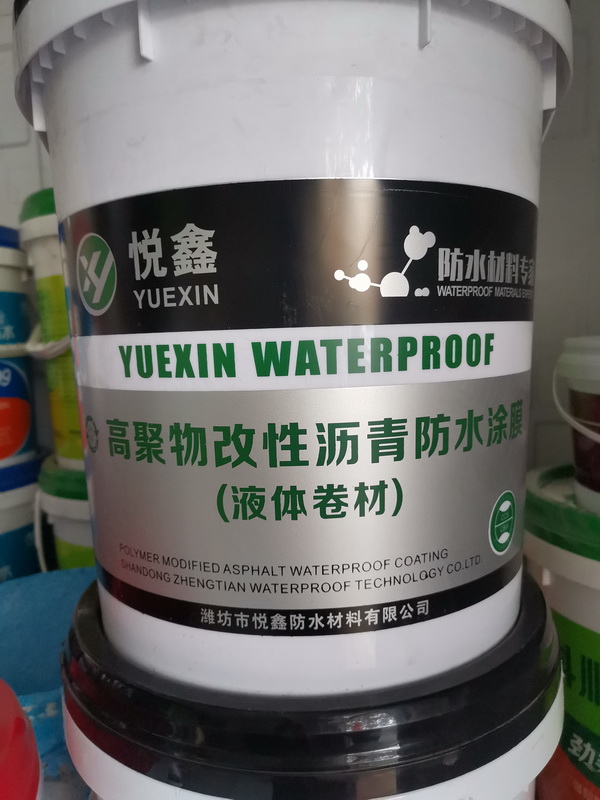 悦鑫
YUEXIN
防水材料专家
WATERPROOF MATERIALS EXPERT
YUEXIN WATERPROOF
高聚物改性沥青防水涂膜
(液体卷材)
POLYMER MODIFIED ASPHALT WATERPROOF COATING
SHANDONG ZHENGTIAN WATERPROOF TECHNOLOGY CO.LTD.
潍坊市悦鑫防水材料有限公司